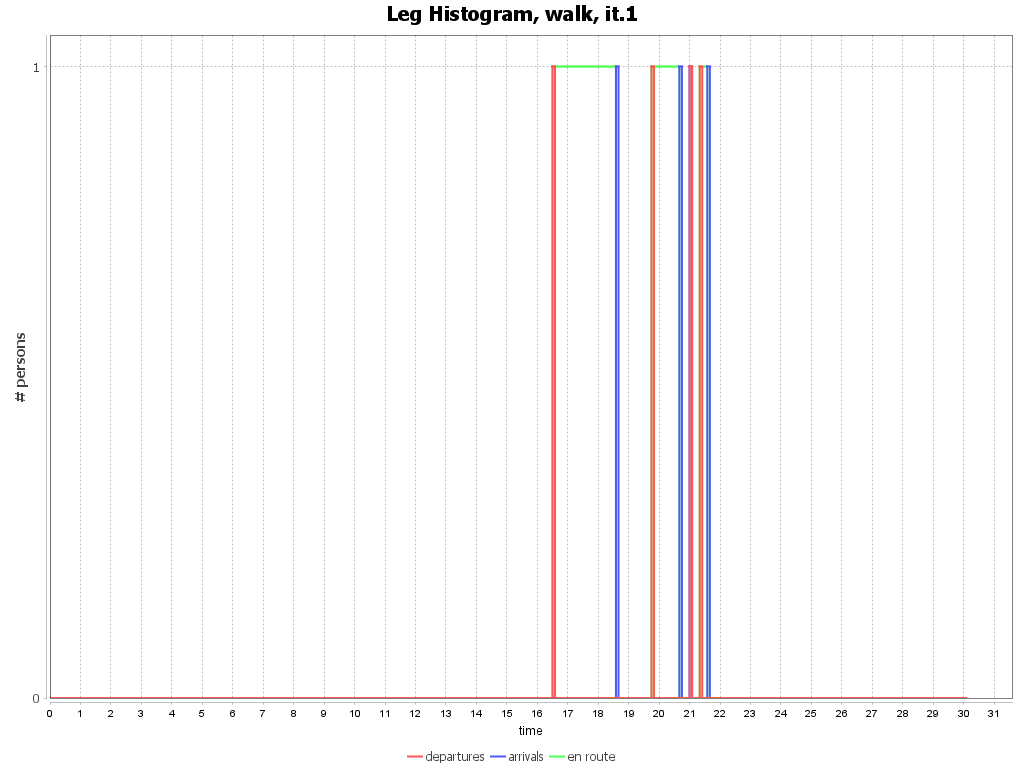 Leg Histogram, walk, it.1
# persons
1
0
0 1 2 3 4 5 6 7 8 9 10 11 12 13 14 15 16 17 18 19 20 21 22 23 24 25 26 27 28 29 30 31
time
departures arrivals en route